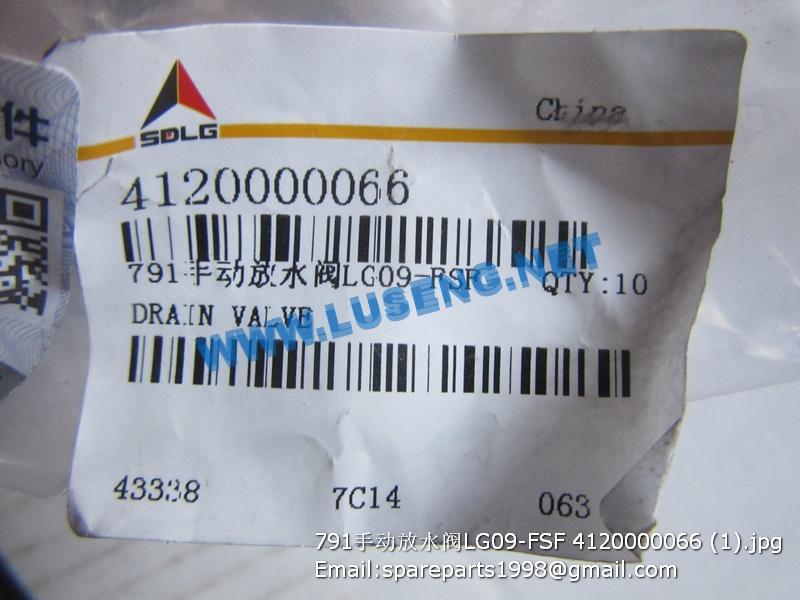 件
sory
SDLG
China
4120000066
791手动放水阀LG09-FSF QTY:10
DRAIN VALVE
WWW.LUSENG.NET
43338 7C14 063
791手动放水阀LG09-FSF 4120000066 (1).jpg
Email:spareparts1998@gmail.com